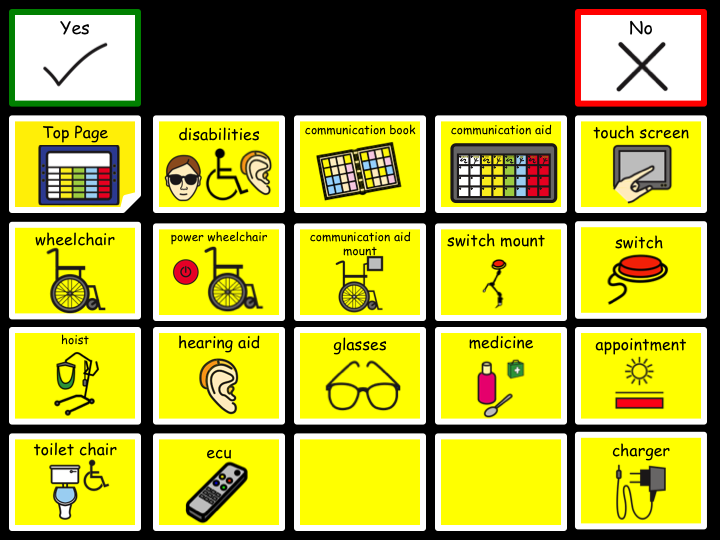 Yes
No
Top Page
disabilities
communication book
communication aid
touch screen
wheelchair
power wheelchair
communication aid
mount
switch mount
switch
hoist
hearing aid
glasses
medicine
appointment
toilet chair
ecu
charger